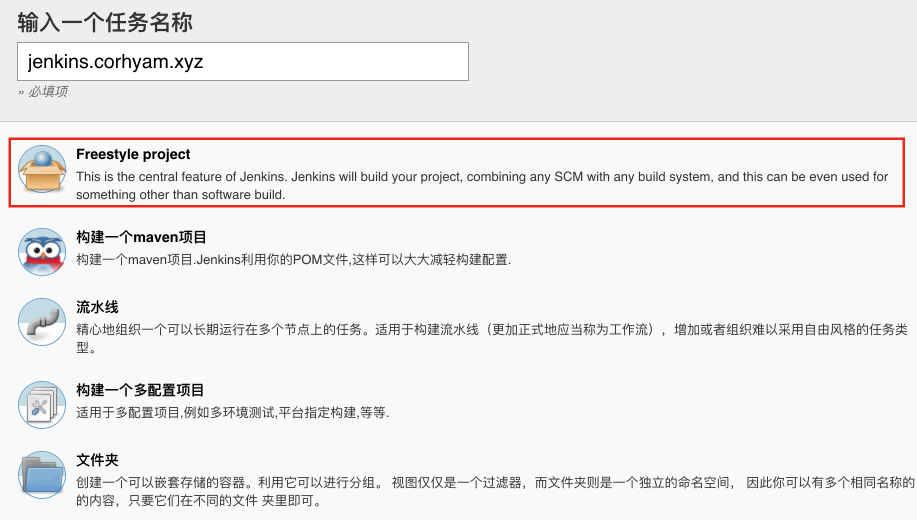 输入一个任务名称
jenkins.corhyam.xyz
» 必填项
Freestyle project
This is the central feature of Jenkins. Jenkins will build your project, combining any SCM with any build system, and this can be even used for
something other than software build.
构建一个maven项目
构建一个maven项目.Jenkins利用你的POM文件,这样可以大大减轻构建配置.
流水线
精心地组织一个可以长期运行在多个节点上的任务。适用于构建流水线（更加正式地应当称为工作流），增加或者组织难以采用自由风格的任务类
型。
构建一个多配置项目
适用于多配置项目,例如多环境测试,平台指定构建,等等.
文件夹
创建一个可以嵌套存储的容器。利用它可以进行分组。 视图仅仅是一个过滤器，而文件夹则是一个独立的命名空间， 因此你可以有多个相同名称的
的内容，只要它们在不同的文件 夹里即可。